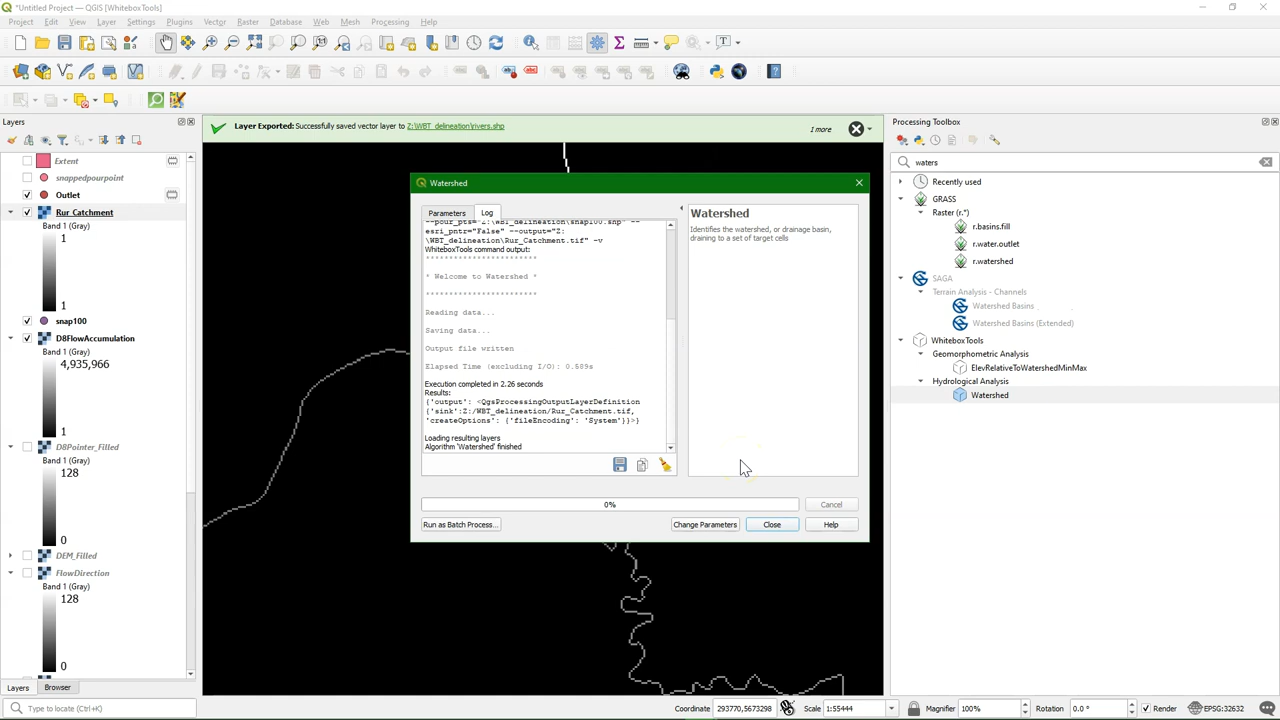 *Untitled Project — QGIS [WhiteboxTools]
Project Edit View Layer Settings Plugins Vector Raster Database Web Mesh Processing Help
Layers
Extent
snappedpourpoint
Outlet
Rur_Catchment
Band 1 (Gray)
1
1
snap100
D8FlowAccumulation
Band 1 (Gray)
4,935,966
1
D8Pointer_Filled
Band 1 (Gray)
128
0
DEM_Filled
FlowDirection
Band 1 (Gray)
128
0
Layers Browser
Layer Exported: Successfully saved vector layer to Z:\WBT_delineation\rivers.shp
1 more
Watershed
Parameters Log
--pour_pts="Z:\WBT_delineation\snap100.shp" --
esri_pntr="False" --output="Z:
\WBT_delineation\Rur_Catchment.tif" -v
WhiteboxTools command output:
***********************
* Welcome to Watershed *
***********************
Reading data...
Saving data...
Output file written
Elapsed Time (excluding I/O): 0.589s
Execution completed in 2.26 seconds
Results:
{'output': <QgsProcessingOutputLayerDefinition
{'sink':Z:/WBT_delineation/Rur_Catchment.tif,
'createOptions': {'fileEncoding': 'System'}}>}
Loading resulting layers
Algorithm 'Watershed' finished
Watershed
Identifies the watershed, or drainage basin,
draining to a set of target cells
0%
Cancel
Run as Batch Process...
Change Parameters
Close
Help
Processing Toolbox
waters
Recently used
GRASS
Raster (r.*)
r.basins.fill
r.water.outlet
r.watershed
SAGA
Terrain Analysis - Channels
Watershed Basins
Watershed Basins (Extended)
WhiteboxTools
Geomorphometric Analysis
ElevRelativeToWatershedMinMax
Hydrological Analysis
Watershed
Type to locate (Ctrl+K)
Coordinate 293770,5673298
Scale 1:55444
Magnifier 100%
Rotation 0.0 °
Render
EPSG:32632